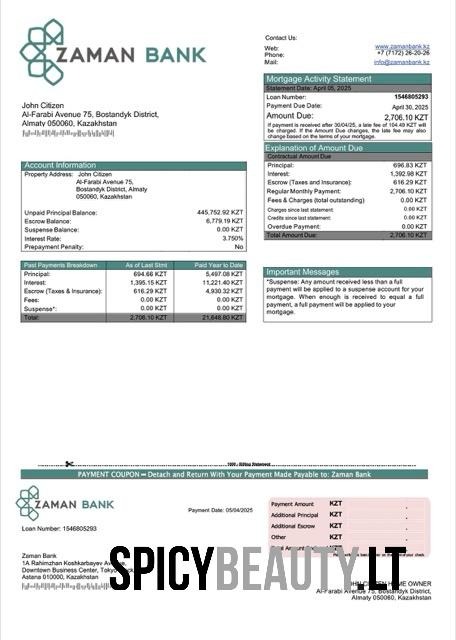 ZAMAN BANK
Contact Us:
Web: www.zamanbank.kz
Phone: +7 (7172) 26-20-26
Mail: info@zamanbank.kz
Mortgage Activity Statement
Statement Date: April 05, 2025
Loan Number: 1546805293
Payment Due Date: April 30, 2025
Amount Due: 2,706.10 KZT
If payment is received after 30/04/25, a late fee of 104.49 KZT will
be charged. If the Amount Due changes, the late fee may also
change based on the terms of your mortgage.
John Citizen
Al-Farabi Avenue 75, Bostandyk District,
Almaty 050060, Kazakhstan
Explanation of Amount Due
Contractual Amount Due
Principal: 696.83 KZT
Interest: 1,392.98 KZT
Escrow (Taxes and Insurance): 616.29 KZT
Regular Monthly Payment: 2,706.10 KZT
Fees & Charges (total outstanding) 0.00 KZT
Charges since last statement: 0.00 KZT
Credits since last statement: 0.00 KZT
Overdue Payment: 0.00 KZT
Total Amount Due: 2,706.10 KZT
Account Information
Property Address: John Citizen
Al-Farabi Avenue 75,
Bostandyk District, Almaty
050060, Kazakhstan
Unpaid Principal Balance: 445,752.92 KZT
Escrow Balance: 6,779.19 KZT
Suspense Balance: 0.00 KZT
Interest Rate: 3.750%
Prepayment Penalty: No
Past Payments Breakdown As of Last Stmt Paid Year to Date
Principal: 694.66 KZT 5,497.08 KZT
Interest: 1,395.15 KZT 11,221.40 KZT
Escrow (Taxes & Insurance): 616.29 KZT 4,930.32 KZT
Fees: 0.00 KZT 0.00 KZT
Suspense*: 0.00 KZT 0.00 KZT
Total: 2,706.10 KZT 21,648.80 KZT
Important Messages
*Suspense: Any amount received less than a full
payment will be applied to a suspense account for your
mortgage. When enough is received to equal a full
payment, a full payment will be applied to your
mortgage.
Billing Statement
PAYMENT COUPON – Detach and Return With Your Payment Made Payable to: Zaman Bank
ZAMAN BANK
Payment Date: 05/04/2025
Loan Number: 1546805293
Payment Amount KZT
Additional Principal KZT
Additional Escrow KZT
Other KZT
Zaman Bank
1A Rahimzhan Koshkarbayev Avenue,
Downtown Business Center, Tokyo
Astana 010000, Kazakhstan
SPICYBEAUTY.LT
JOHN CITIZEN HOME OWNER
Al-Farabi Avenue 75, Bostandyk District,
Almaty 050060, Kazakhstan